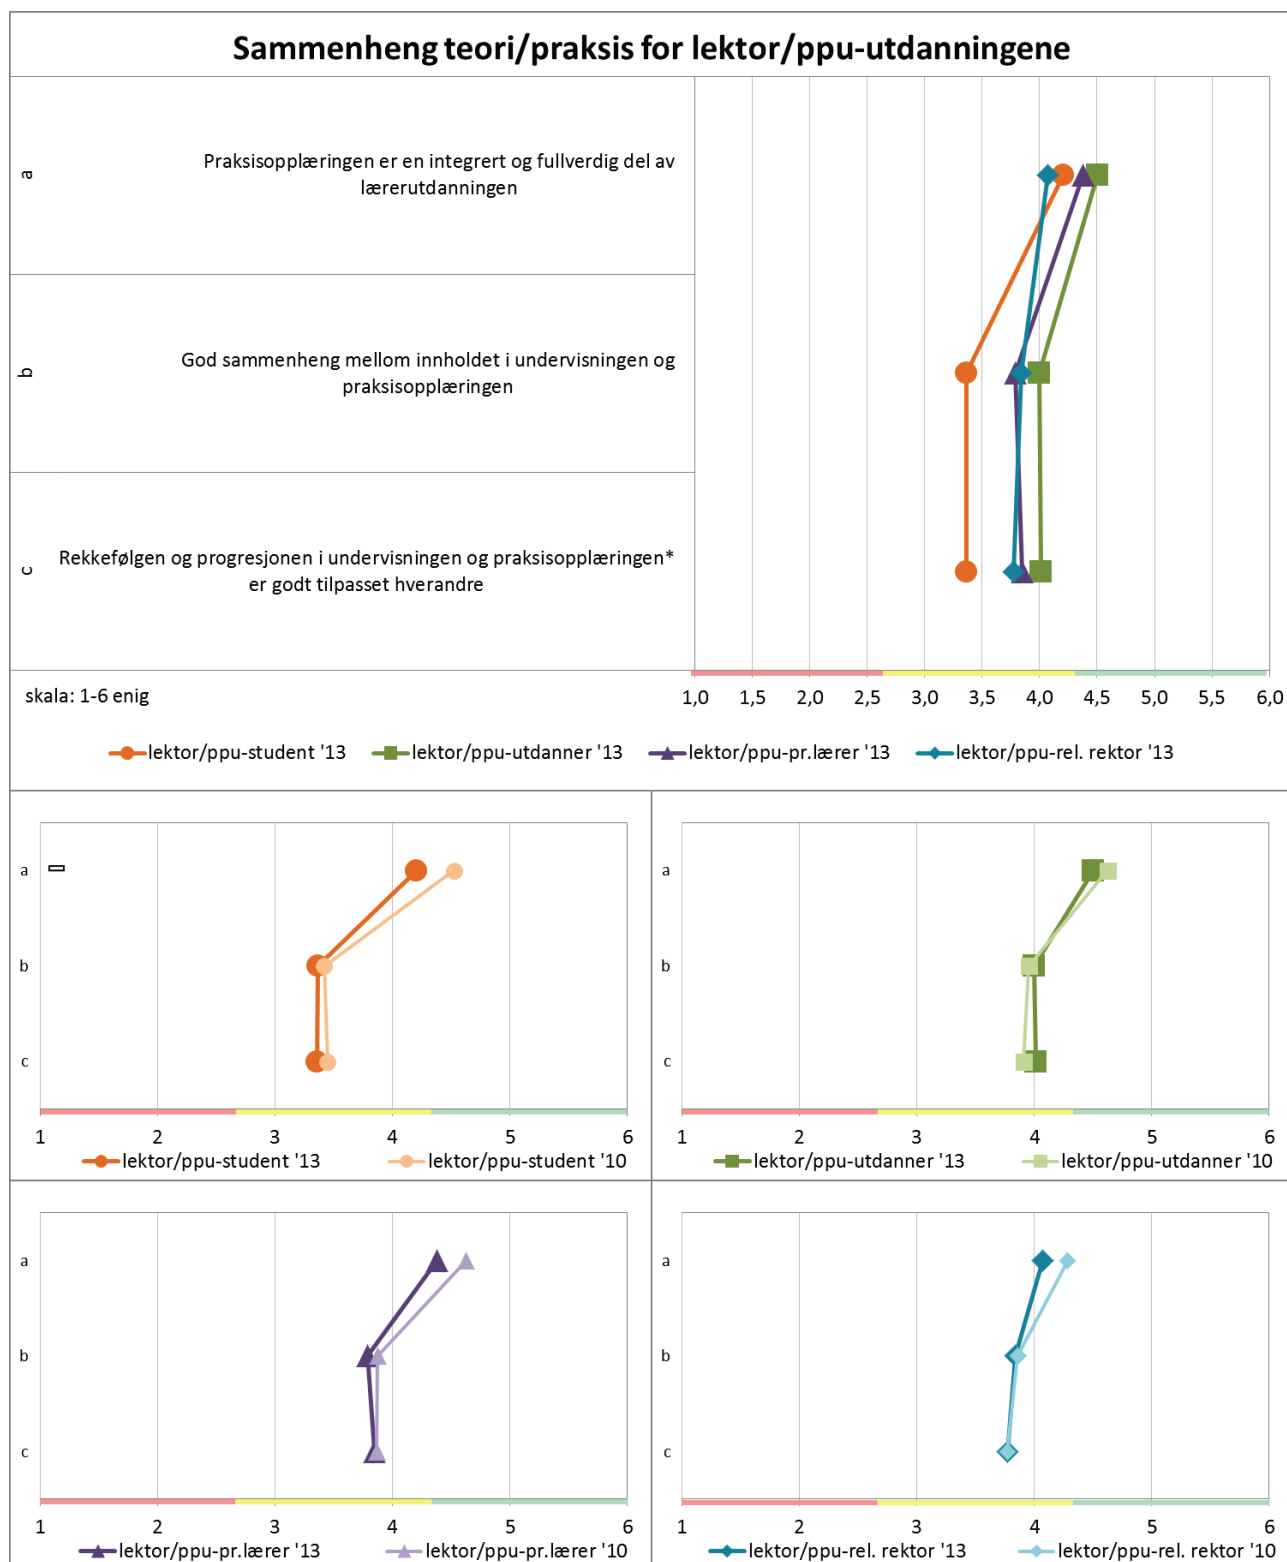 Sammenheng teori/praksis for lektor/ppu-utdanningene
a
Praksisopplæringen er en integrert og fullverdig del av
lærerutdanningen
b
God sammenheng mellom innholdet i undervisningen og
praksisopplæringen
c
Rekkefølgen og progresjonen i undervisningen og praksisopplæringen*
er godt tilpasset hverandre
skala: 1-6 enig
1,0 1,5 2,0 2,5 3,0 3,5 4,0 4,5 5,0 5,5 6,0
lektor/ppu-student '13 lektor/ppu-utdanner '13 lektor/ppu-pr.lærer '13 lektor/ppu-rel. rektor '13
a
b
c
1 2 3 4 5 6
lektor/ppu-student '13 lektor/ppu-student '10
a
b
c
1 2 3 4 5 6
lektor/ppu-utdanner '13 lektor/ppu-utdanner '10
a
b
c
1 2 3 4 5 6
lektor/ppu-pr.lærer '13 lektor/ppu-pr.lærer '10
a
b
c
1 2 3 4 5 6
lektor/ppu-rel. rektor '13 lektor/ppu-rel. rektor '10